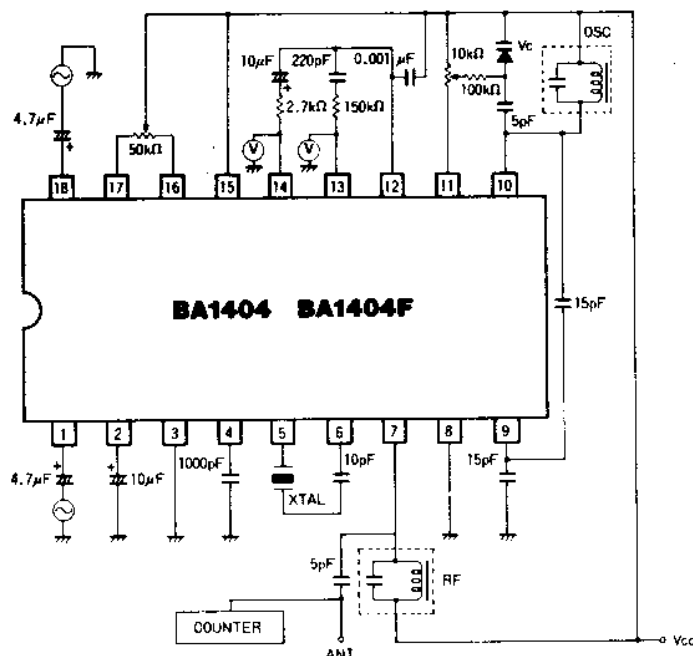 OSC
10μF 220pF 0.001 μF 10kΩ Vc
4.7μF + + 2.7kΩ 150kΩ 100kΩ 5pF
50kΩ V V
18 17 16 15 14 13 12 11 10
BA1404 BA1404F
15pF
1 2 3 4 5 6 7 8 9
4.7μF + + 10μF 1000pF 10pF 15pF
XTAL
5pF RF
COUNTER
ANT Vcc